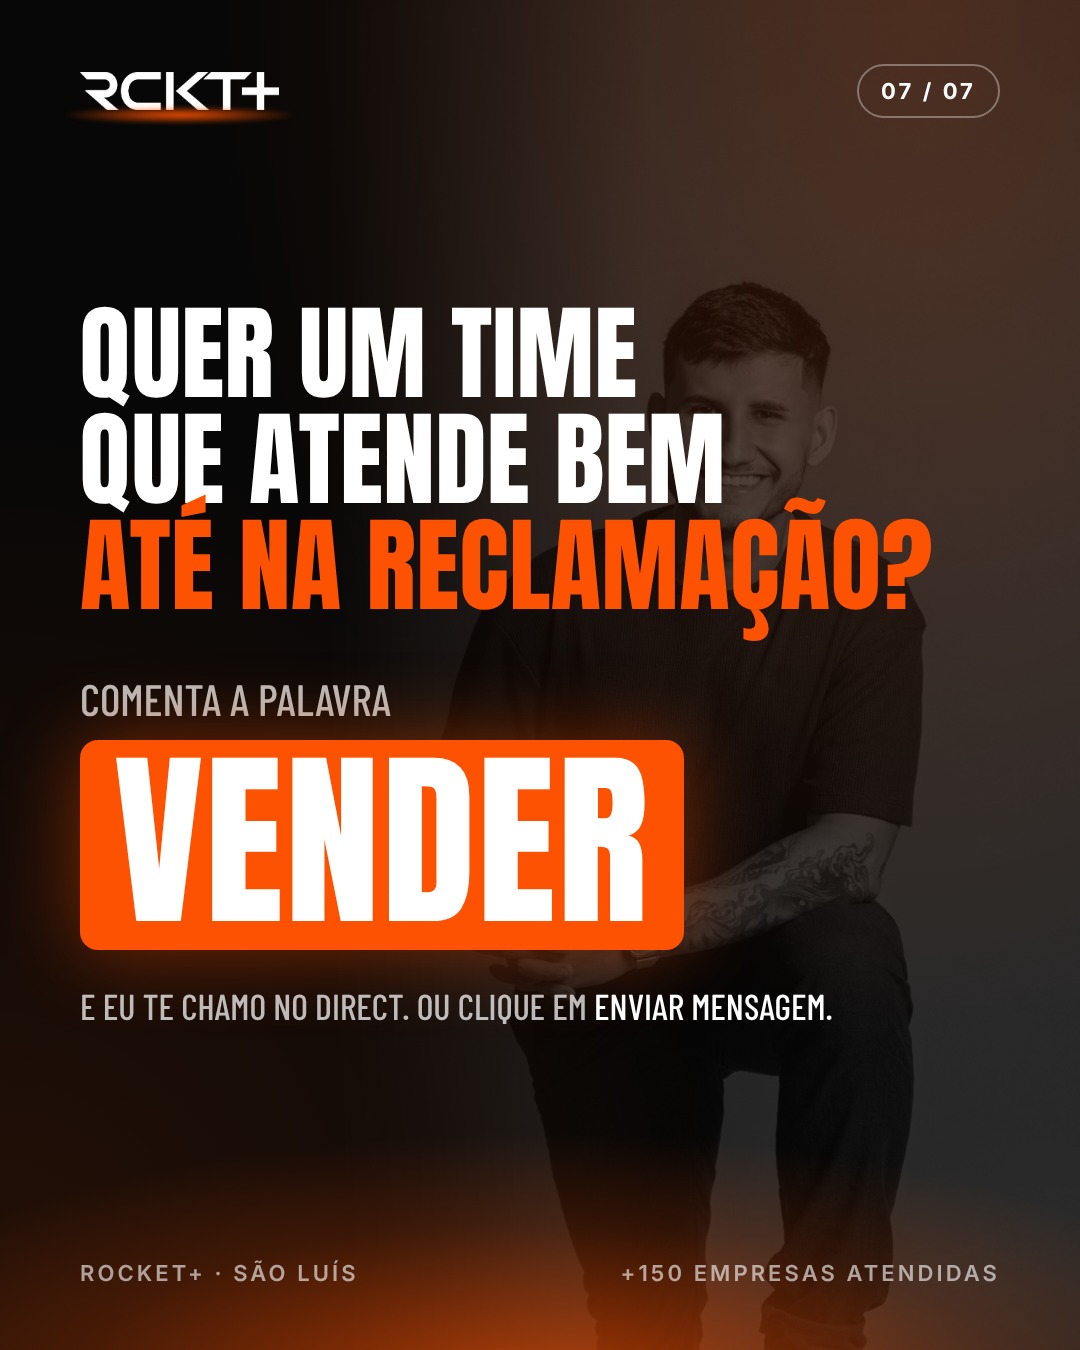 RCKT+
07 / 07
QUER UM TIME
QUE ATENDE BEM
ATÉ NA RECLAMAÇÃO?
COMENTA A PALAVRA
VENDER
E EU TE CHAMO NO DIRECT. OU CLIQUE EM ENVIAR MENSAGEM.
ROCKET+ · SÃO LUÍS
+150 EMPRESAS ATENDIDAS